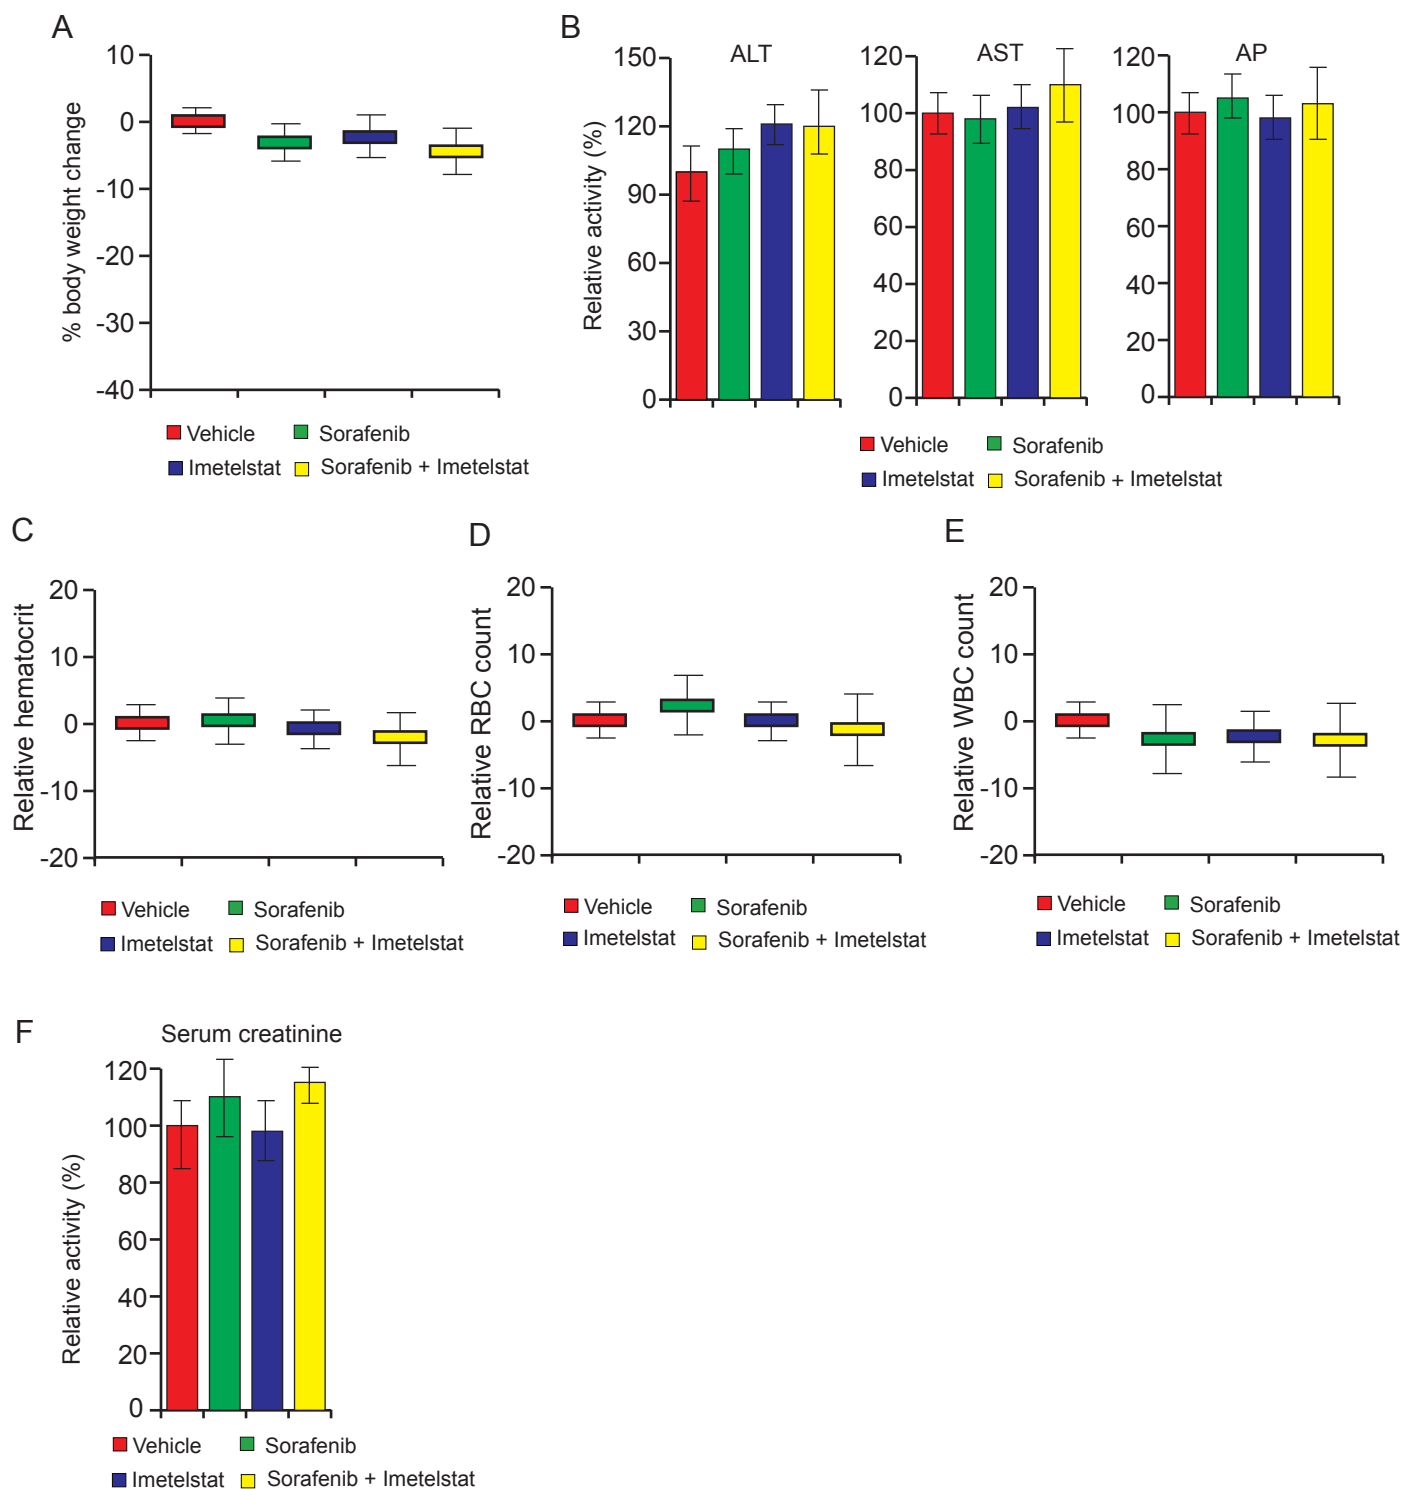 A
% body weight change
10
0
-10
-20
-30
-40
Vehicle
Sorafenib
Imetelstat
Sorafenib + Imetelstat
B
Relative activity (%)
ALT
150
120
90
60
30
0
AST
120
100
80
60
40
20
0
AP
120
100
80
60
40
20
0
Vehicle
Sorafenib
Imetelstat
Sorafenib + Imetelstat
C
Relative hematocrit
20
10
0
-10
-20
Vehicle
Sorafenib
Imetelstat
Sorafenib + Imetelstat
D
Relative RBC count
20
10
0
-10
-20
Vehicle
Sorafenib
Imetelstat
Sorafenib + Imetelstat
E
Relative WBC count
20
10
0
-10
-20
Vehicle
Sorafenib
Imetelstat
Sorafenib + Imetelstat
F
Serum creatinine
Relative activity (%)
120
100
80
60
40
20
0
Vehicle
Sorafenib
Imetelstat
Sorafenib + Imetelstat